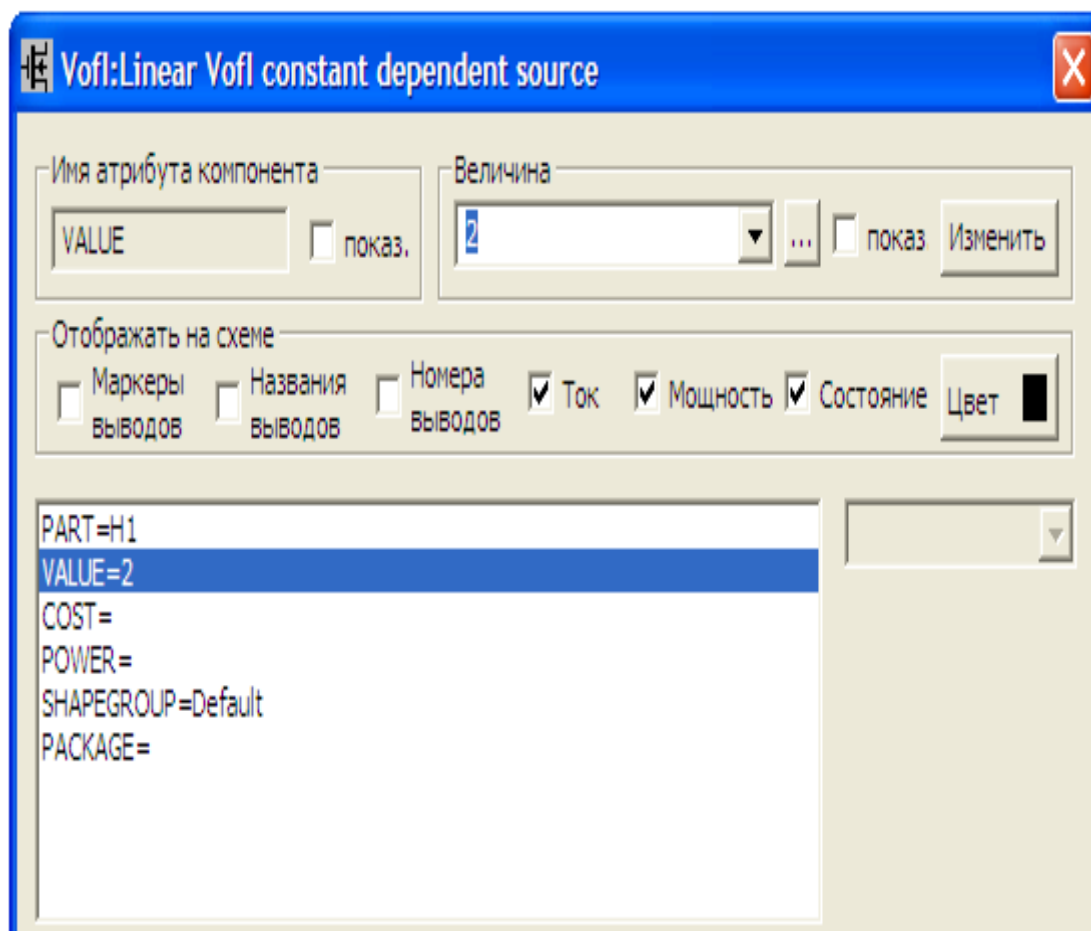 VofI:Linear VofI constant dependent source
Имя атрибута компонента
Величина
VALUE
показ.
2
...
показ
Изменить
Отображать на схеме
Маркеры
выводов
Названия
выводов
Номера
выводов
Ток
Мощность
Состояние
Цвет
PART=H1
VALUE=2
COST=
POWER=
SHAPEGROUP=Default
PACKAGE=